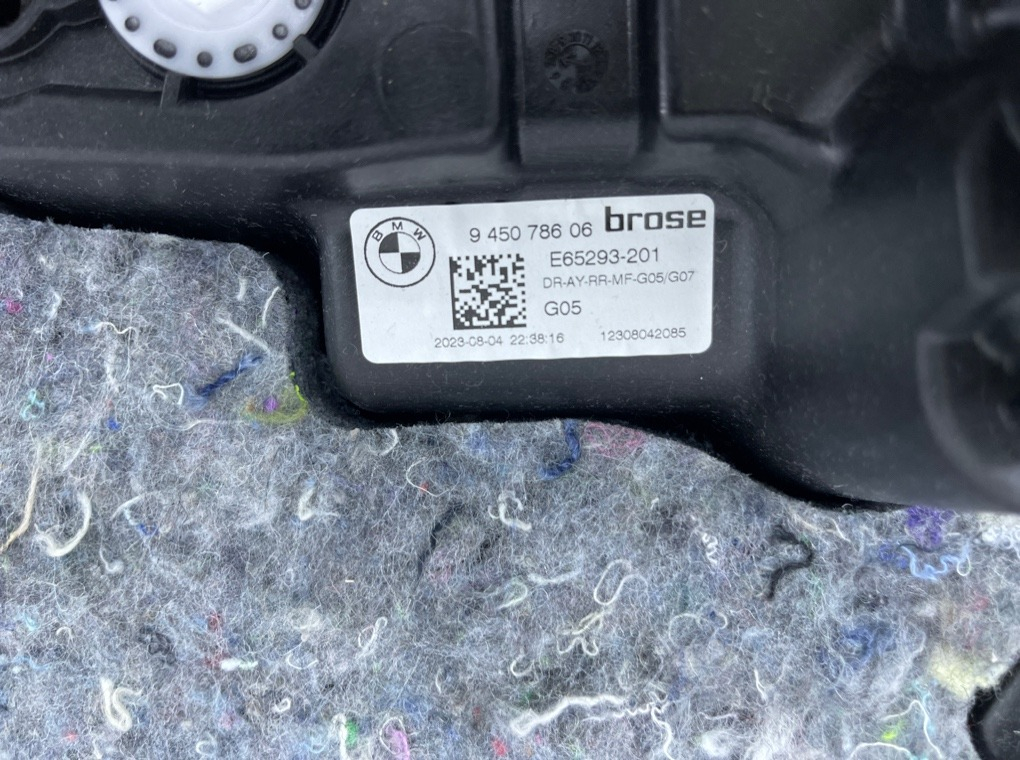 BMW
9 450 786 06 brose
E65293-201
DR-AY-RR-MF-G05/G07
G05
2023-08-04 22:38:16 12308042085